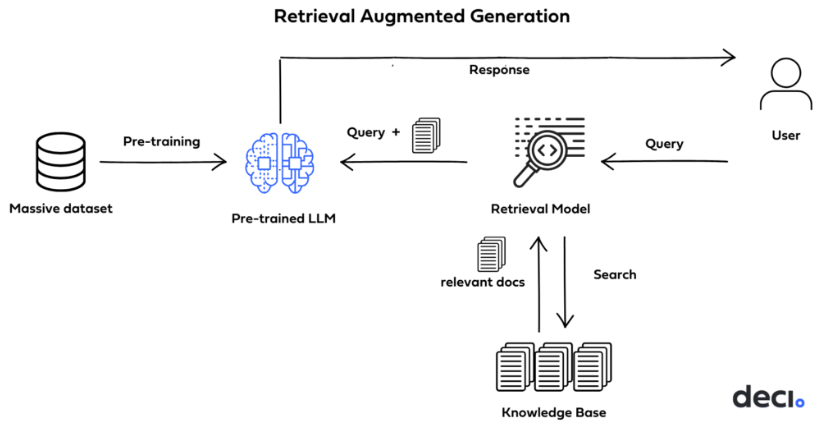 Retrieval Augmented Generation
Response
User
Pre-training
Query +
Query
Massive dataset
Pre-trained LLM
Retrieval Model
relevant docs
Search
Knowledge Base
deci.